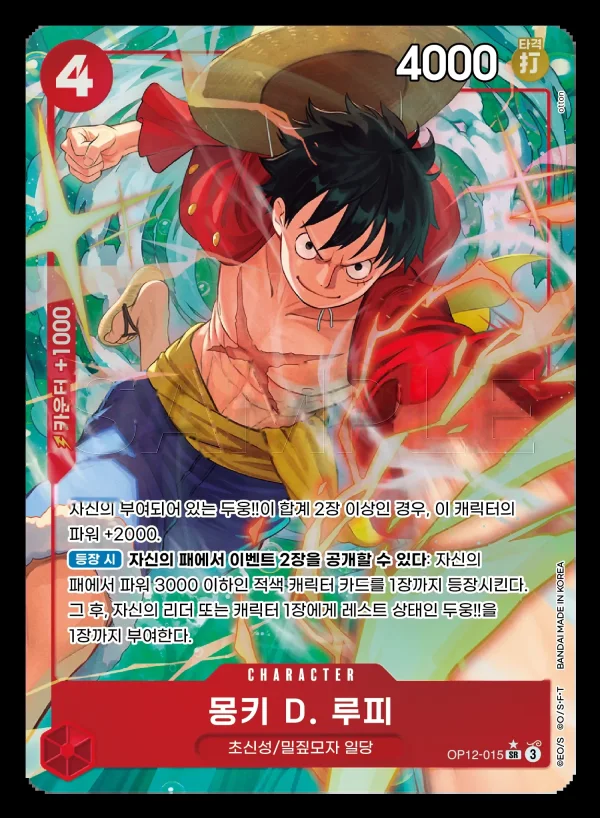 4
4000
타격
打
©Iton
카운터 +1000
SAMPLE
자신의 부여되어 있는 두웅!!이 합계 2장 이상인 경우, 이 캐릭터의
파워 +2000.
등장 시 자신의 패에서 이벤트 2장을 공개할 수 있다: 자신의
패에서 파워 3000 이하인 적색 캐릭터 카드를 1장까지 등장시킨다.
그 후, 자신의 리더 또는 캐릭터 1장에게 레스트 상태인 두웅!!을
1장까지 부여한다.
CHARACTER
몽키 D. 루피
초신성/밀짚모자 일당
OP12-015 SR 3
©EO/S ©O/S·F·T BANDAI MADE IN KOREA